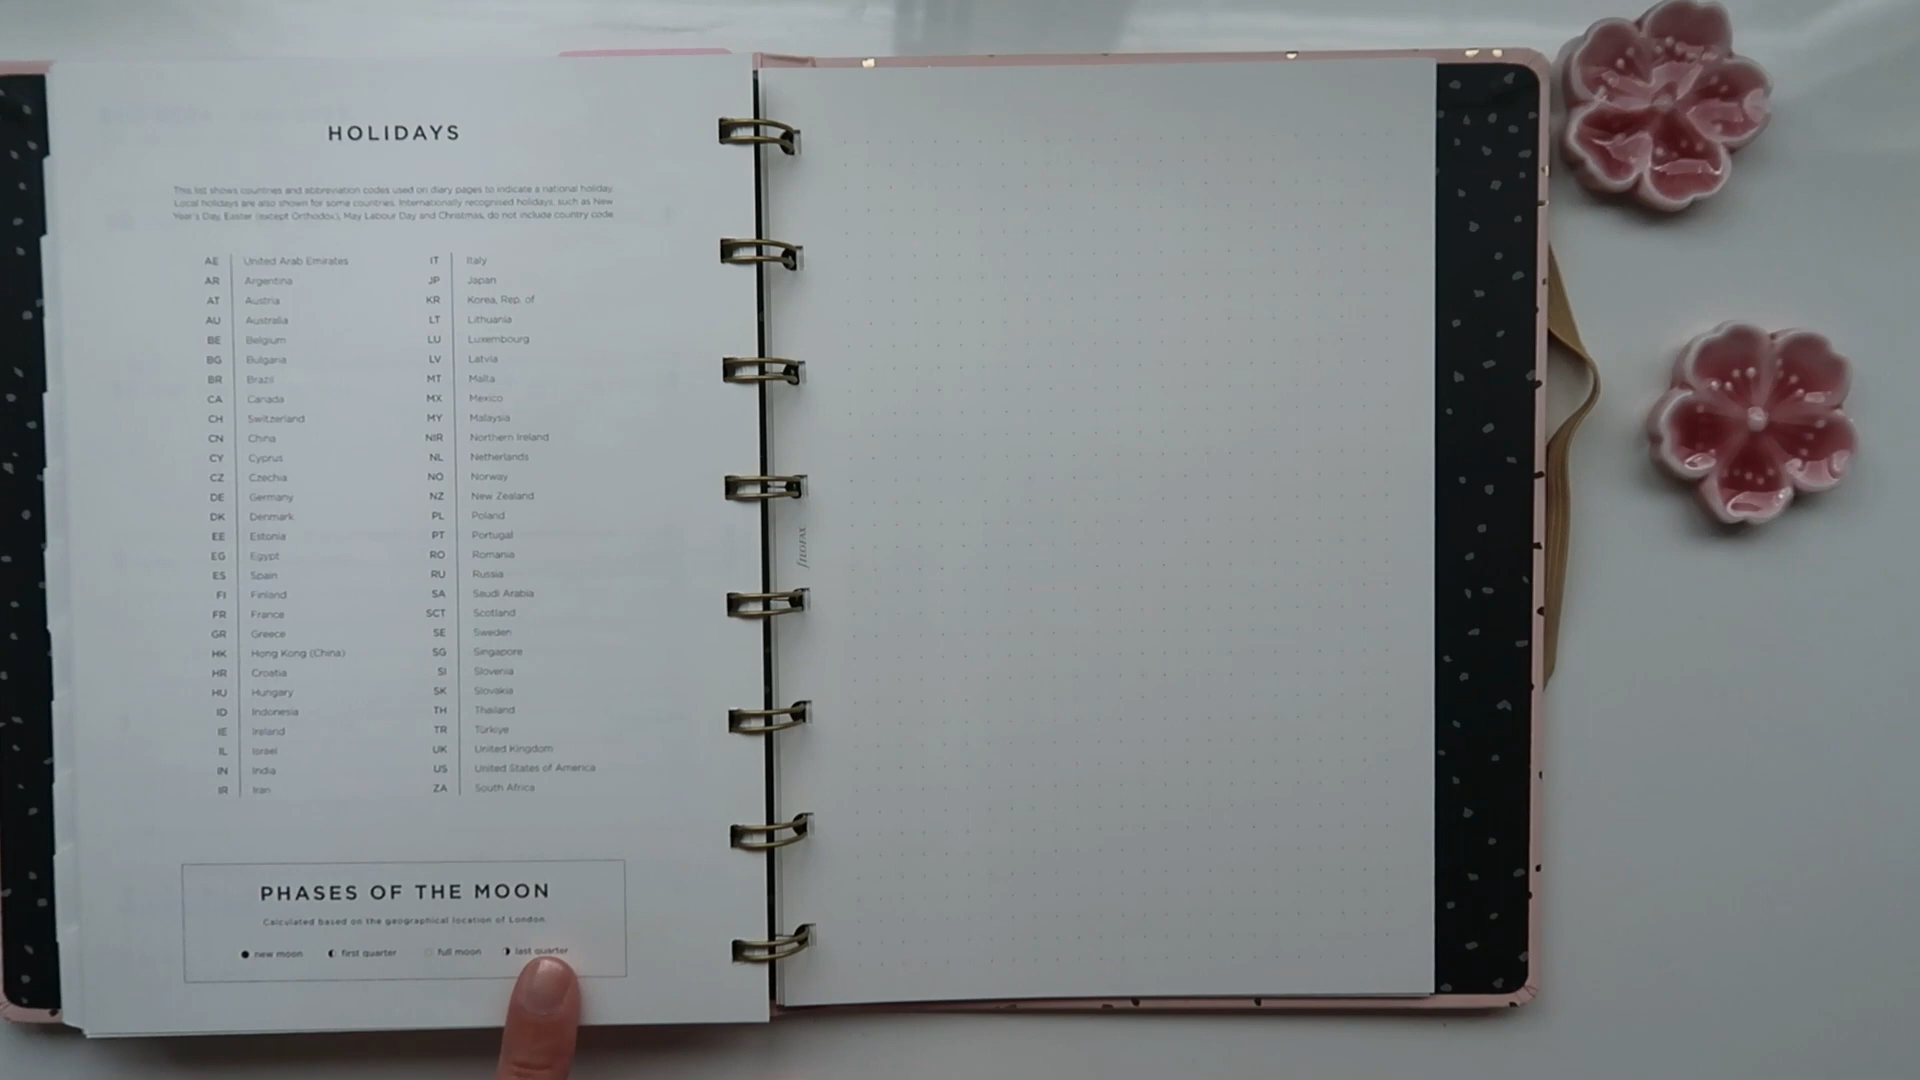 HOLIDAYS
This list shows countries and abbreviation codes used on diary pages to indicate a national holiday.
Local holidays are also shown for some countries. Internationally recognised holidays, such as New
Year's Day, Easter (except Orthodox), May Labour Day and Christmas, do not include country code.
AE United Arab Emirates
AR Argentina
AT Austria
AU Australia
BE Belgium
BG Bulgaria
BR Brazil
CA Canada
CH Switzerland
CN China
CY Cyprus
CZ Czechia
DE Germany
DK Denmark
EE Estonia
EG Egypt
ES Spain
FI Finland
FR France
GR Greece
HK Hong Kong (China)
HR Croatia
HU Hungary
ID Indonesia
IE Ireland
IL Israel
IN India
IR Iran
IT Italy
JP Japan
KR Korea, Rep. of
LT Lithuania
LU Luxembourg
LV Latvia
MT Malta
MX Mexico
MY Malaysia
NIR Northern Ireland
NL Netherlands
NO Norway
NZ New Zealand
PL Poland
PT Portugal
RO Romania
RU Russia
SA Saudi Arabia
SCT Scotland
SE Sweden
SG Singapore
SI Slovenia
SK Slovakia
TH Thailand
TR Türkiye
UK United Kingdom
US United States of America
ZA South Africa
PHASES OF THE MOON
Calculated based on the geographical location of London.
new moon first quarter full moon last quarter
filofax